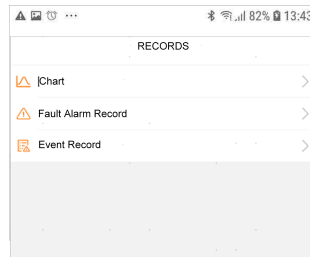 82% 13:43
RECORDS
Chart
Fault Alarm Record
Event Record